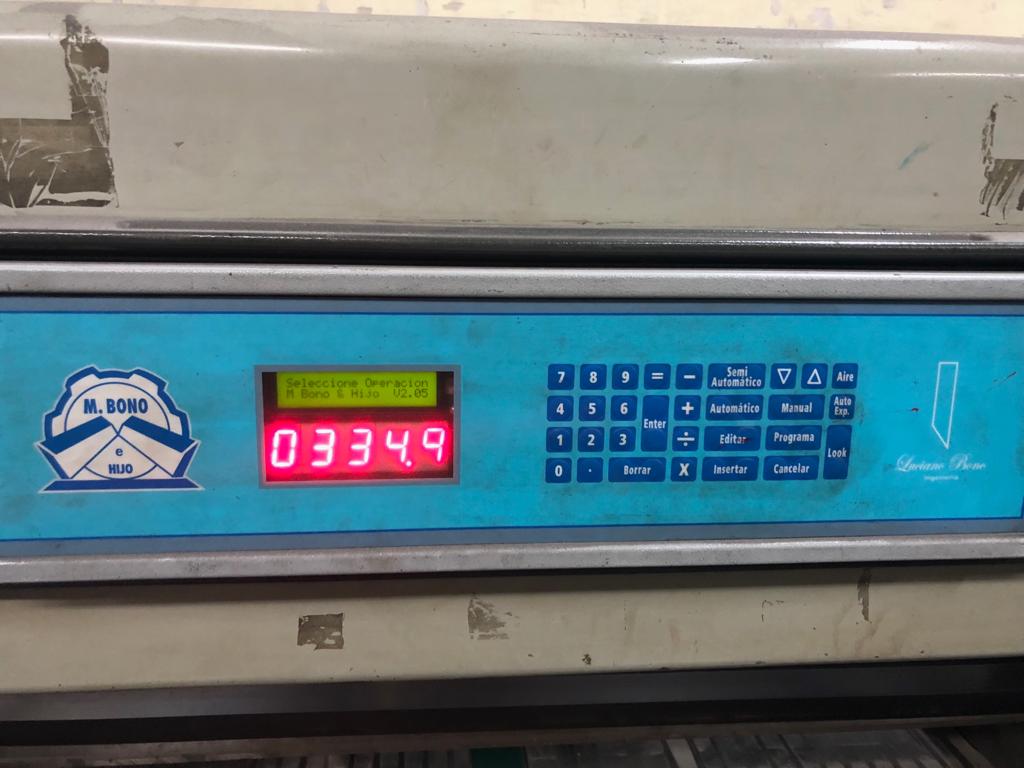 M. BONO
e
HIJO
Seleccione Operacion
M Bono & Hijo V2.05
0334.9
7 8 9 = - Semi Automático ▽ △ Aire
4 5 6 Enter + Automático Manual Auto Exp.
1 2 3 ÷ Editar Programa Look
0 . Borrar X Insertar Cancelar
Luciano Bono
Ingeniería